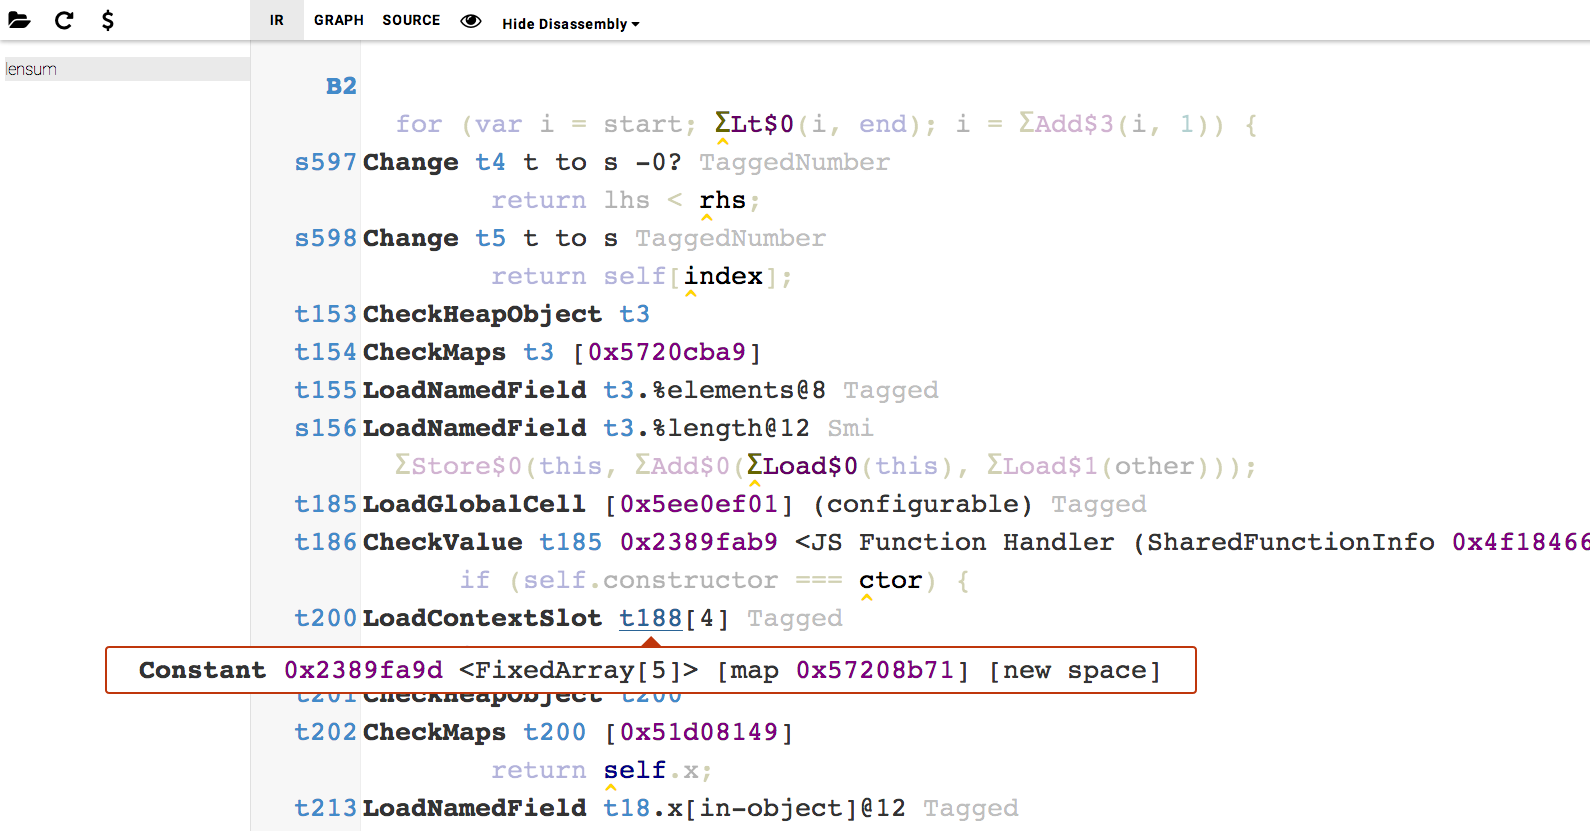 IR GRAPH SOURCE Hide Disassembly
lensum
B2
for (var i = start; ΣLt$0(i, end); i = ΣAdd$3(i, 1)) {
s597 Change t4 t to s -0? TaggedNumber
return lhs < rhs;
s598 Change t5 t to s TaggedNumber
return self[index];
t153 CheckHeapObject t3
t154 CheckMaps t3 [0x5720cba9]
t155 LoadNamedField t3.%elements@8 Tagged
s156 LoadNamedField t3.%length@12 Smi
ΣStore$0(this, ΣAdd$0(ΣLoad$0(this), ΣLoad$1(other)));
t185 LoadGlobalCell [0x5ee0ef01] (configurable) Tagged
t186 CheckValue t185 0x2389fab9 <JS Function Handler (SharedFunctionInfo 0x4f18466
if (self.constructor === ctor) {
t200 LoadContextSlot t188[4] Tagged
Constant 0x2389fa9d <FixedArray[5]> [map 0x57208b71] [new space]
t201 CheckHeapObject t200
t202 CheckMaps t200 [0x51d08149]
return self.x;
t213 LoadNamedField t18.x[in-object]@12 Tagged